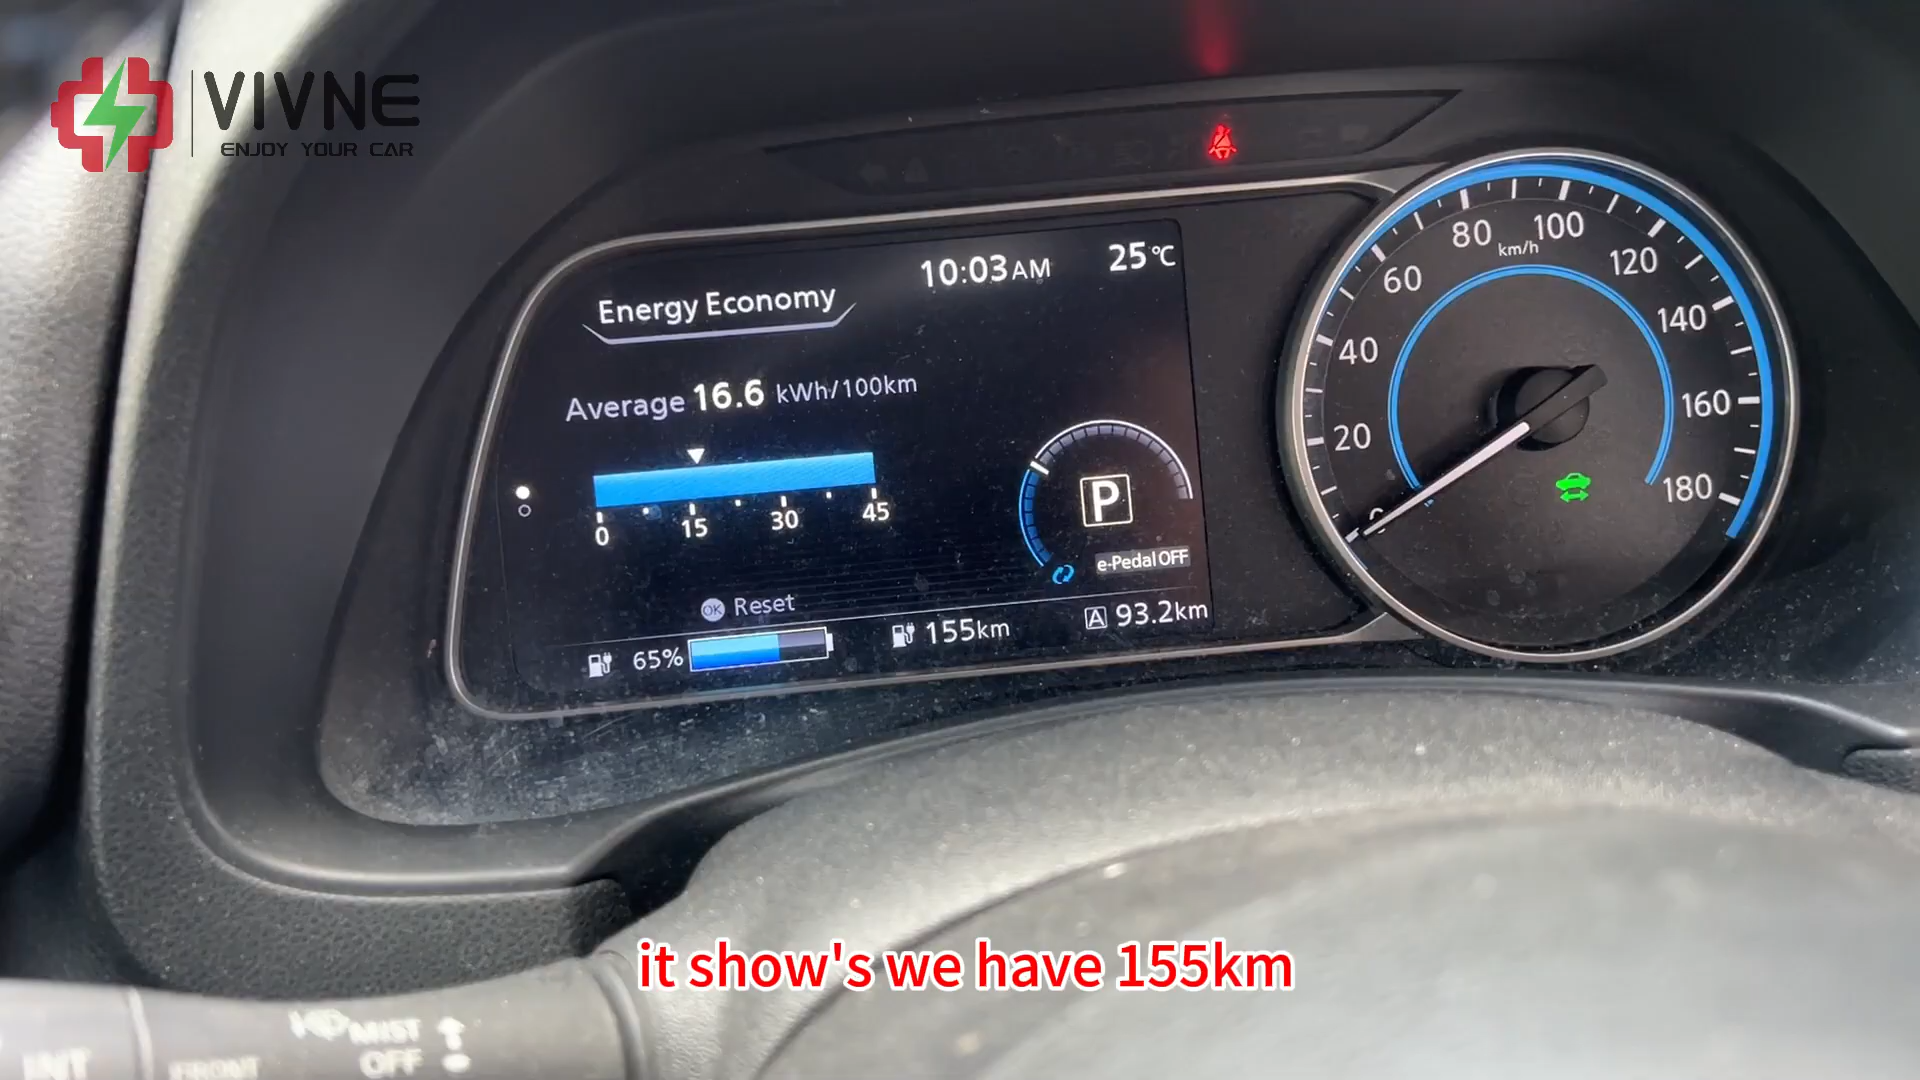 VIVNE
ENJOY YOUR CAR
10:03 AM
25°C
Energy Economy
Average 16.6 kWh/100km
0 15 30 45
P
e-Pedal OFF
OK Reset
65%
155km
A 93.2km
0 20 40 60 80 100 120 140 160 180
km/h
it show's we have 155km
MIST
OFF
INT
FRONT